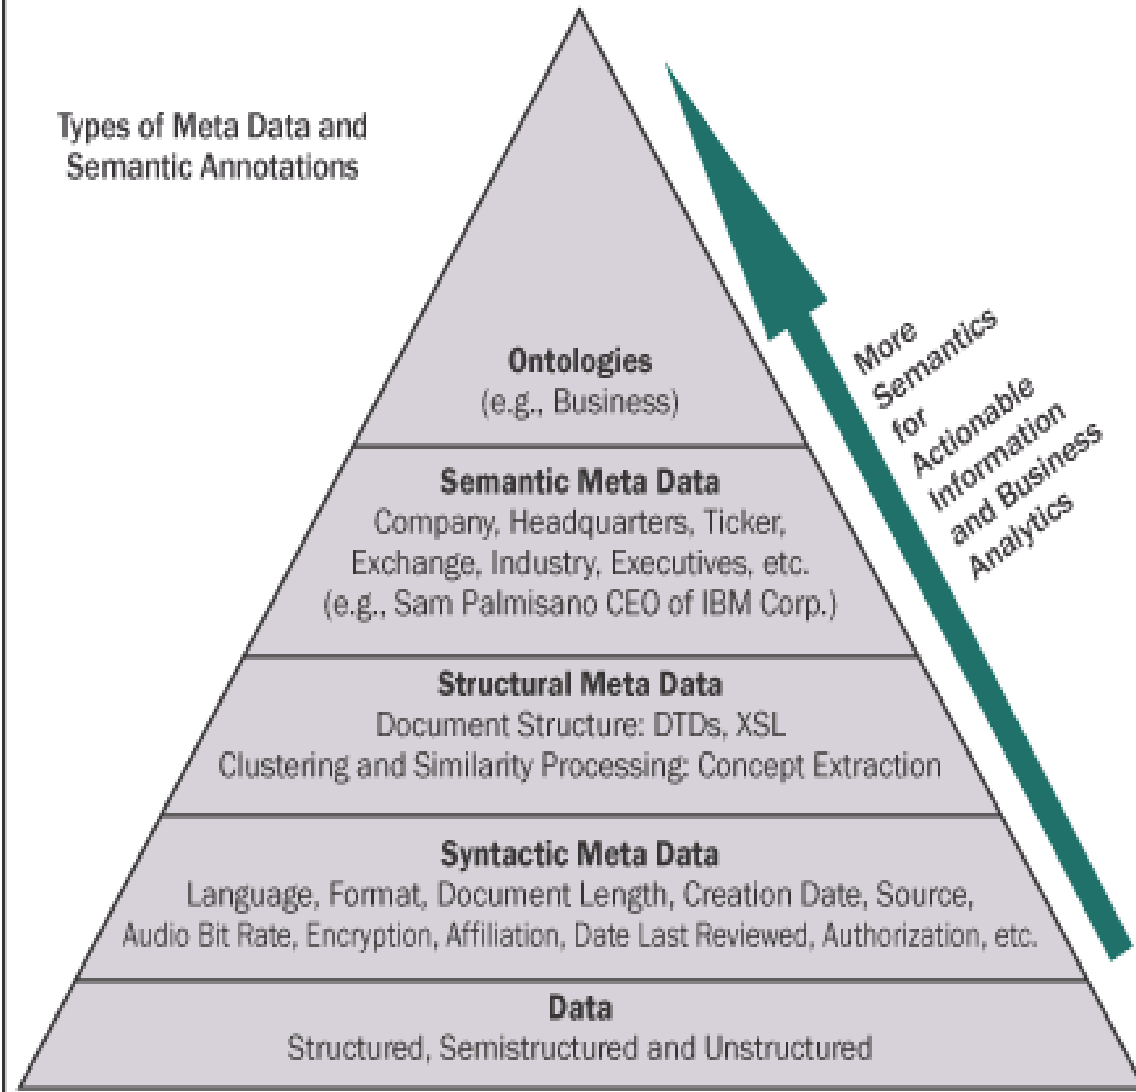 Types of Meta Data and
Semantic Annotations
Ontologies
(e.g., Business)
More
Semantics
for
Actionable
Information
and Business
Analytics
Semantic Meta Data
Company, Headquarters, Ticker,
Exchange, Industry, Executives, etc.
(e.g., Sam Palmisano CEO of IBM Corp.)
Structural Meta Data
Document Structure: DTDs, XSL
Clustering and Similarity Processing: Concept Extraction
Syntactic Meta Data
Language, Format, Document Length, Creation Date, Source,
Audio Bit Rate, Encryption, Affiliation, Date Last Reviewed, Authorization, etc.
Data
Structured, Semistructured and Unstructured